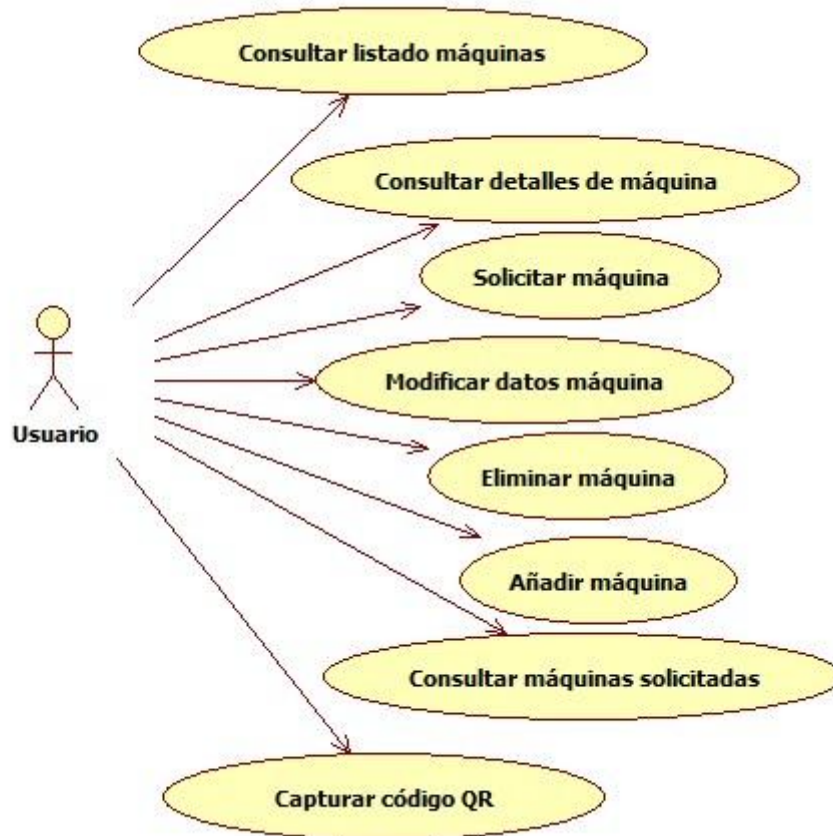 Consultar listado máquinas
Consultar detalles de máquina
Solicitar máquina
Modificar datos máquina
Usuario
Eliminar máquina
Añadir máquina
Consultar máquinas solicitadas
Capturar código QR